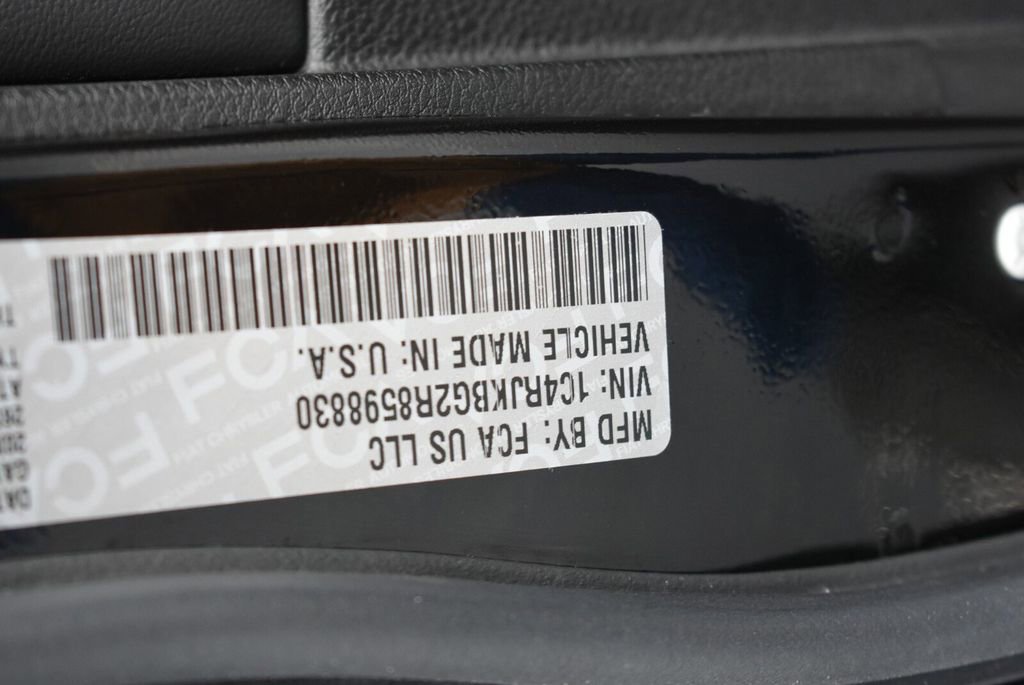 MFD BY: FCA US LLC
VIN: 1C4RJKBG2R8598830
VEHICLE MADE IN: U.S.A.